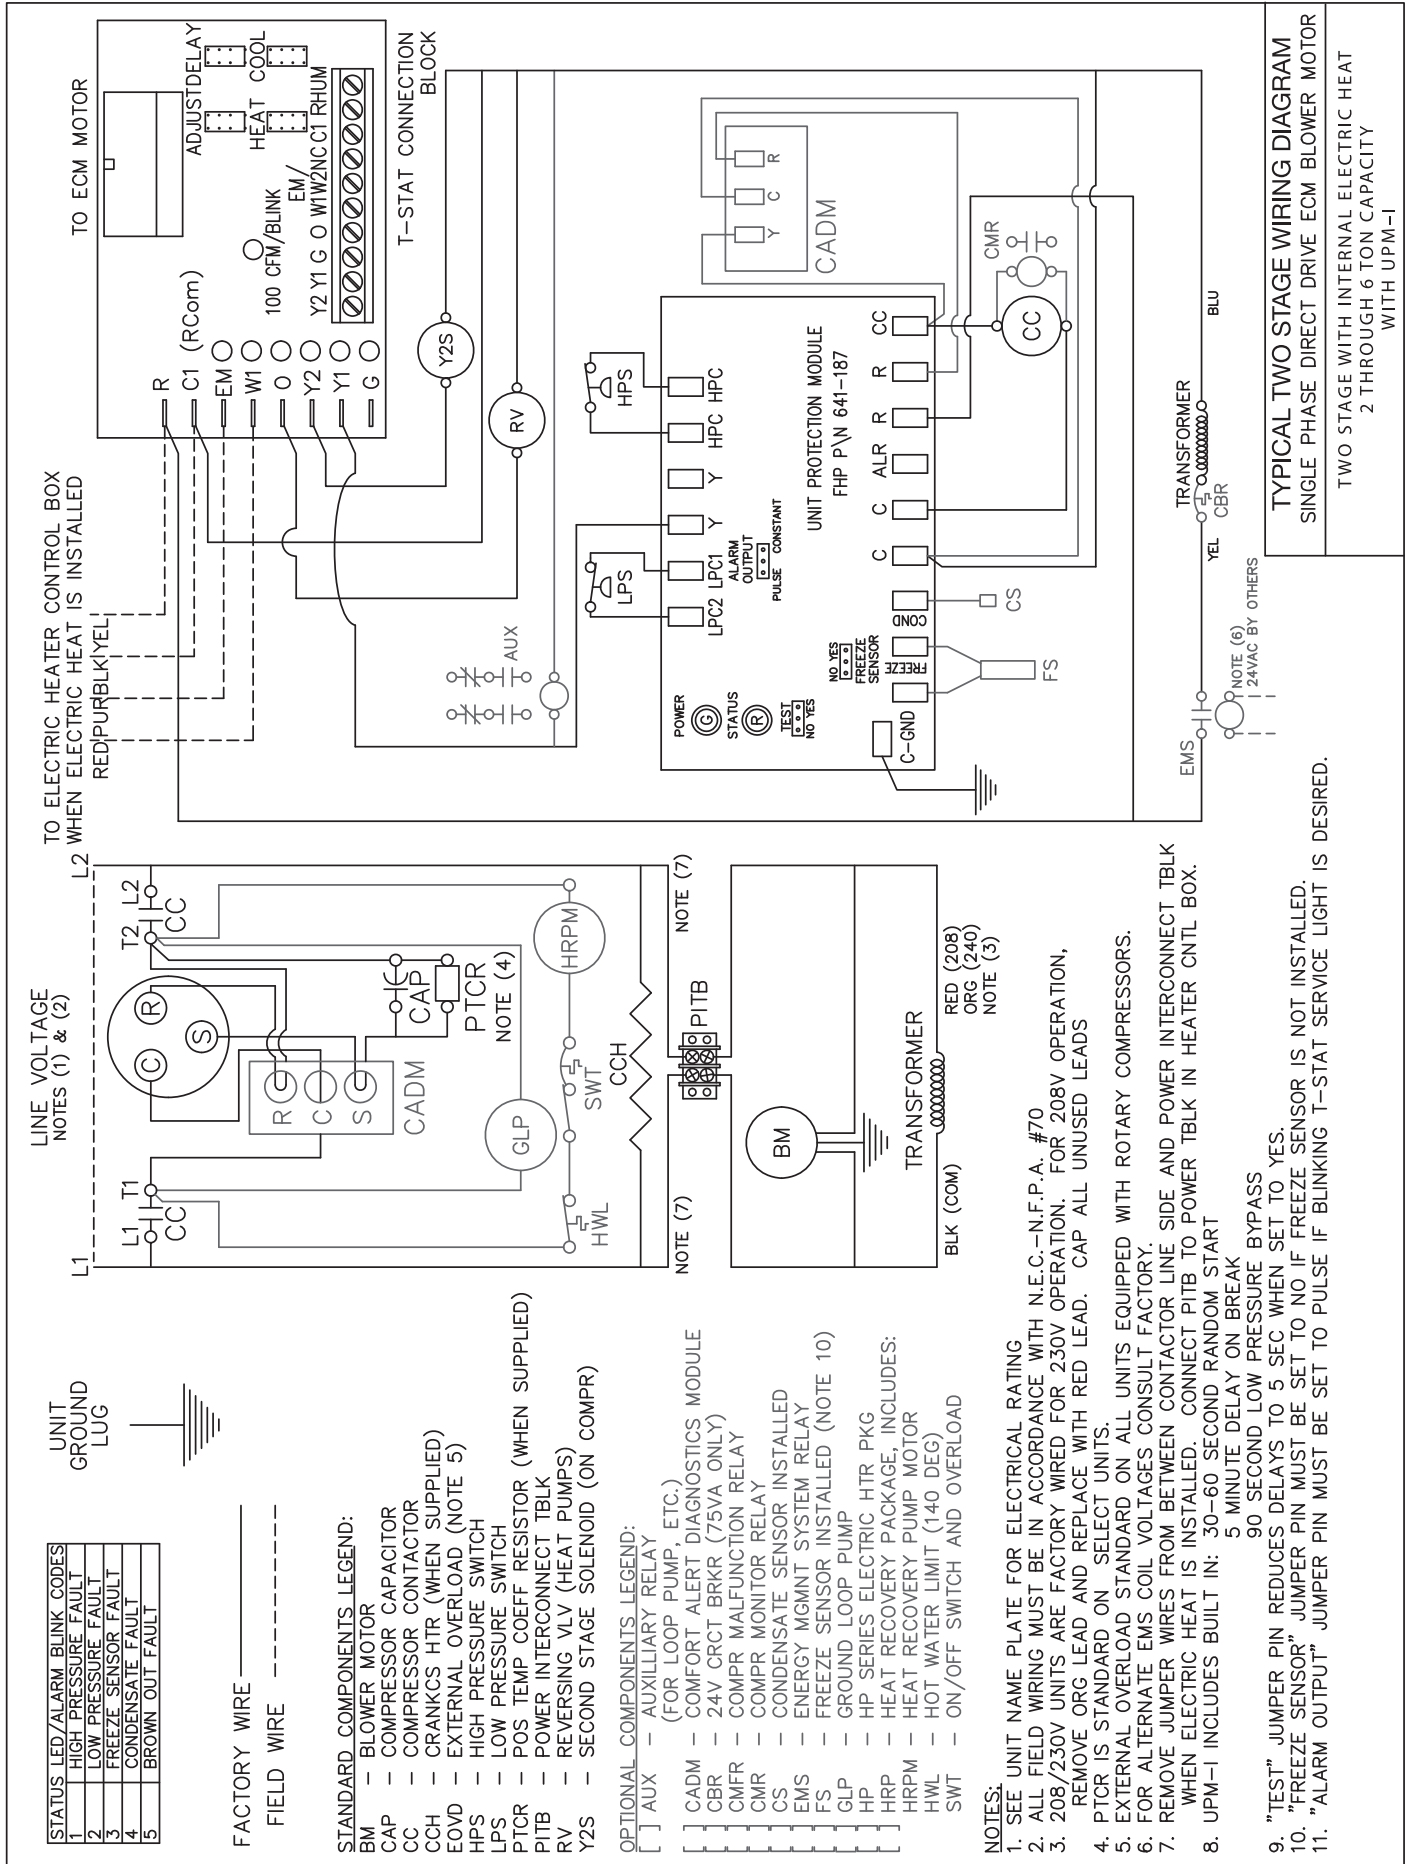 STATUS LED/ALARM BLINK CODES
1 HIGH PRESSURE FAULT
2 LOW PRESSURE FAULT
3 FREEZE SENSOR FAULT
4 CONDENSATE FAULT
5 BROWN OUT FAULT
UNIT
GROUND
LUG
FACTORY WIRE
FIELD WIRE
STANDARD COMPONENTS LEGEND:
BM – BLOWER MOTOR
CAP – COMPRESSOR CAPACITOR
CC – COMPRESSOR CONTACTOR
CCH – CRANKCS HTR (WHEN SUPPLIED)
EOVD – EXTERNAL OVERLOAD (NOTE 5)
HPS – HIGH PRESSURE SWITCH
LPS – LOW PRESSURE SWITCH
PTCR – POS TEMP COEFF RESISTOR (WHEN SUPPLIED)
PITB – POWER INTERCONNECT TBLK
RV – REVERSING VLV (HEAT PUMPS)
Y2S – SECOND STAGE SOLENOID (ON COMPR)
OPTIONAL COMPONENTS LEGEND:
[ ] AUX – AUXILLIARY RELAY
(FOR LOOP PUMP, ETC.)
[ ] CADM – COMFORT ALERT DIAGNOSTICS MODULE
[ ] CBR – 24V CRCT BRKR (75VA ONLY)
[ ] CMFR – COMPR MALFUNCTION RELAY
[ ] CMR – COMPR MONITOR RELAY
[ ] CS – CONDENSATE SENSOR INSTALLED
[ ] EMS – ENERGY MGMNT SYSTEM RELAY
[ ] FS – FREEZE SENSOR INSTALLED (NOTE 10)
[ ] GLP – GROUND LOOP PUMP
[ ] HP – HP SERIES ELECTRIC HTR PKG
[ ] HRP – HEAT RECOVERY PACKAGE, INCLUDES:
HRPM – HEAT RECOVERY PUMP MOTOR
HWL – HOT WATER LIMIT (140 DEG)
SWT – ON/OFF SWITCH AND OVERLOAD
NOTES:
1. SEE UNIT NAME PLATE FOR ELECTRICAL RATING
2. ALL FIELD WIRING MUST BE IN ACCORDANCE WITH N.E.C.–N.F.P.A. #70
3. 208/230V UNITS ARE FACTORY WIRED FOR 230V OPERATION. FOR 208V OPERATION,
REMOVE ORG LEAD AND REPLACE WITH RED LEAD. CAP ALL UNUSED LEADS
4. PTCR IS STANDARD ON SELECT UNITS.
5. EXTERNAL OVERLOAD STANDARD ON ALL UNITS EQUIPPED WITH ROTARY COMPRESSORS.
6. FOR ALTERNATE EMS COIL VOLTAGES CONSULT FACTORY.
7. REMOVE JUMPER WIRES FROM BETWEEN CONTACTOR LINE SIDE AND POWER INTERCONNECT TBLK
WHEN ELECTRIC HEAT IS INSTALLED. CONNECT PITB TO POWER TBLK IN HEATER CNTL BOX.
8. UPM–I INCLUDES BUILT IN: 30–60 SECOND RANDOM START
5 MINUTE DELAY ON BREAK
90 SECOND LOW PRESSURE BYPASS
9. "TEST" JUMPER PIN REDUCES DELAYS TO 5 SEC WHEN SET TO YES.
10. "FREEZE SENSOR" JUMPER PIN MUST BE SET TO NO IF FREEZE SENSOR IS NOT INSTALLED.
11. "ALARM OUTPUT" JUMPER PIN MUST BE SET TO PULSE IF BLINKING T–STAT SERVICE LIGHT IS DESIRED.
LINE VOLTAGE
NOTES (1) & (2)
L1
L2
L1
T1
CC
T2
L2
CC
C
R
S
R
C
S
CADM
CAP
PTCR
NOTE (4)
GLP
HRPM
HWL
SWT
CCH
NOTE (7)
NOTE (7)
PITB
BM
TRANSFORMER
BLK (COM)
RED (208)
ORG (240)
NOTE (3)
TO ELECTRIC HEATER CONTROL BOX
WHEN ELECTRIC HEAT IS INSTALLED
RED
PUR
BLK
YEL
TO ECM MOTOR
ADJUST
DELAY
HEAT
COOL
100 CFM/BLINK
R
C1 (RCom)
EM
W1
O
Y2
Y1
G
EM/
Y2 Y1 G O W1 W2 NC C1 R HUM
T–STAT CONNECTION
BLOCK
Y2S
RV
AUX
LPS
HPS
LPC2
LPC1
Y
Y
HPC
HPC
ALARM
OUTPUT
PULSE
CONSTANT
UNIT PROTECTION MODULE
FHP P\N 641–187
POWER
G
STATUS
R
TEST
NO YES
NO YES
FREEZE
SENSOR
C–GND
FREEZE
COND
C
C
ALR
R
R
CC
FS
CS
CADM
Y
C
R
CC
CMR
EMS
NOTE (6)
24VAC BY OTHERS
YEL
CBR
TRANSFORMER
BLU
TYPICAL TWO STAGE WIRING DIAGRAM
SINGLE PHASE DIRECT DRIVE ECM BLOWER MOTOR
TWO STAGE WITH INTERNAL ELECTRIC HEAT
2 THROUGH 6 TON CAPACITY
WITH UPM–I